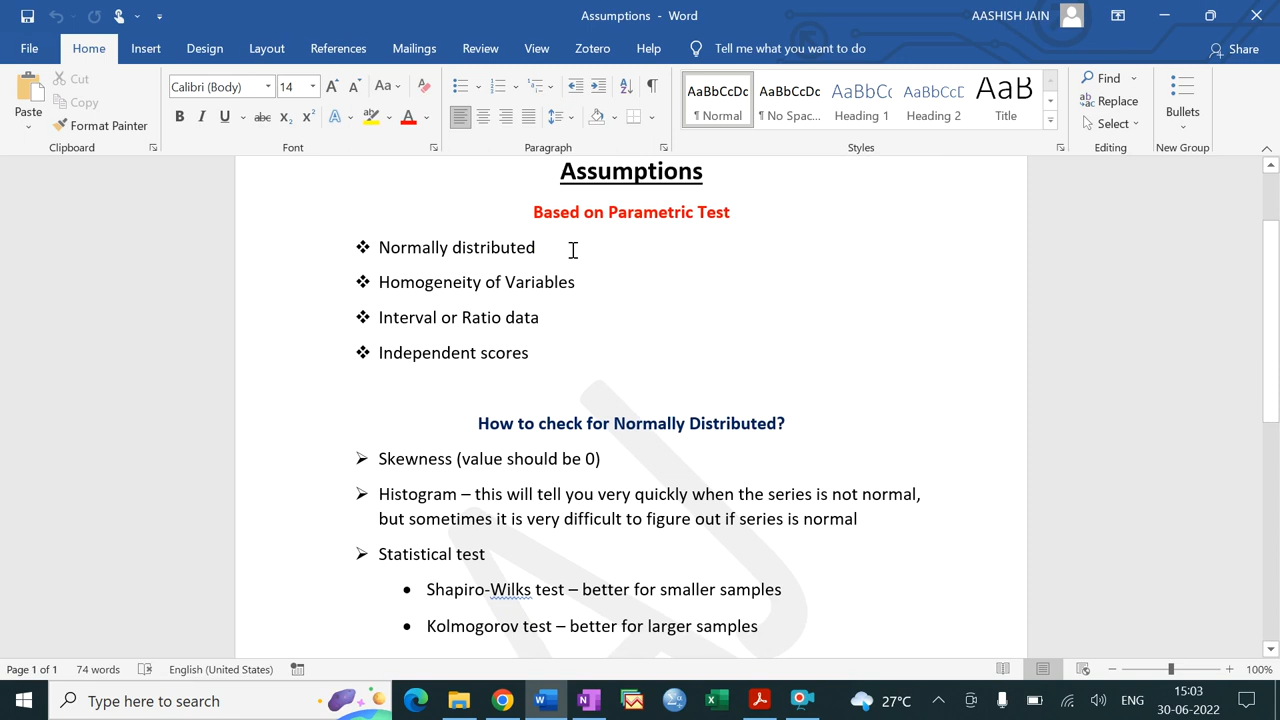 Assumptions - Word
AASHISH JAIN
File Home Insert Design Layout References Mailings Review View Zotero Help Tell me what you want to do Share
Paste
Cut
Copy
Format Painter
Clipboard
Calibri (Body) 14
Font
Paragraph
AaBbCcDc AaBbCcDc AaBbCc AaBbCcD AaB
¶ Normal ¶ No Spac... Heading 1 Heading 2 Title
Styles
Find
Replace
Select
Editing
Bullets
New Group
Assumptions
Based on Parametric Test
❖ Normally distributed
❖ Homogeneity of Variables
❖ Interval or Ratio data
❖ Independent scores
How to check for Normally Distributed?
➢ Skewness (value should be 0)
➢ Histogram – this will tell you very quickly when the series is not normal,
but sometimes it is very difficult to figure out if series is normal
➢ Statistical test
• Shapiro-Wilks test – better for smaller samples
• Kolmogorov test – better for larger samples
AJ
Page 1 of 1 74 words English (United States) 100%
Type here to search
27°C ENG 15:03
30-06-2022